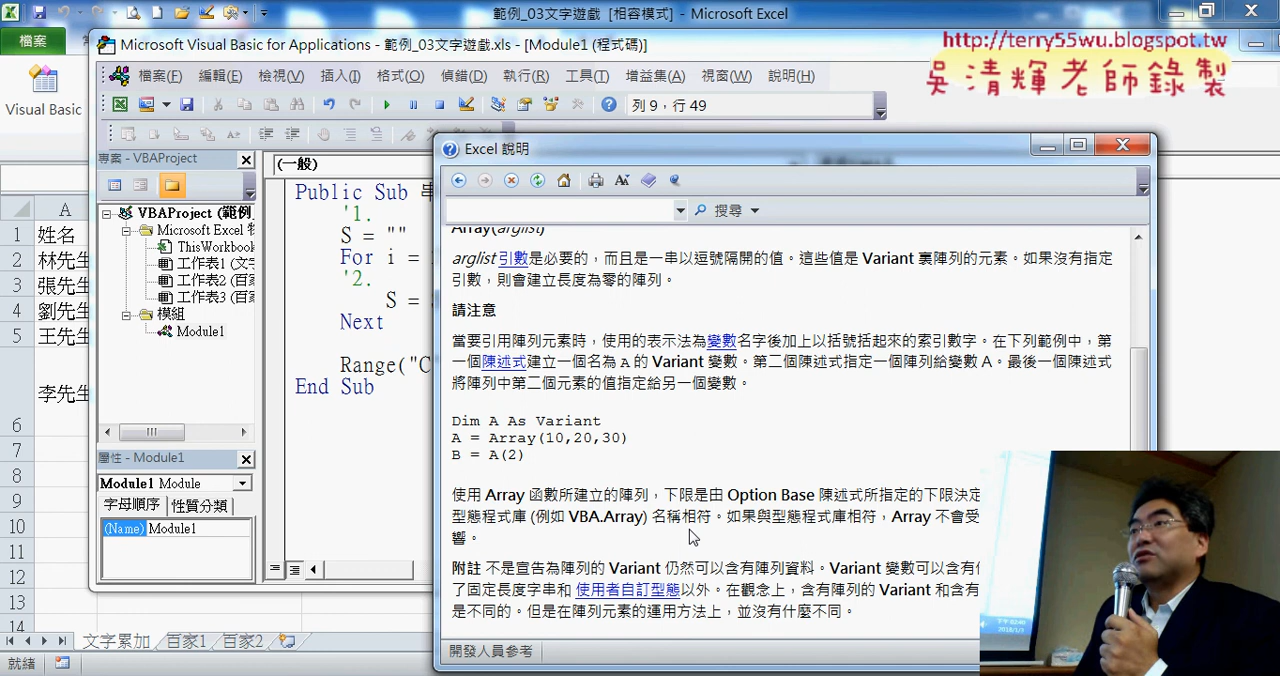 範例_03文字遊戲 [相容模式] - Microsoft Excel
檔案
Visual Basic
Microsoft Visual Basic for Applications - 範例_03文字遊戲.xls - [Module1 (程式碼)]
http://terry55wu.blogspot.tw
吳清輝老師錄製
檔案(F) 編輯(E) 檢視(V) 插入(I) 格式(O) 偵錯(D) 執行(R) 工具(T) 增益集(A) 視窗(W) 說明(H)
列 9，行 49
專案 - VBAProject
VBAProject (範例_
Microsoft Excel 物
ThisWorkbook
工作表1 (文
工作表2 (百
工作表3 (百
模組
Module1
屬性 - Module1
Module1 Module
字母順序 性質分類
(Name) Module1
(一般)
Public Sub 串
'1.
S = ""
For i =
'2.
S =
Next
Range("C
End Sub
Excel 說明
搜尋
Array(arglist)
arglist 引數是必要的，而且是一串以逗號隔開的值。這些值是 Variant 裏陣列的元素。如果沒有指定
引數，則會建立長度為零的陣列。
請注意
當要引用陣列元素時，使用的表示法為變數名字後加上以括號括起來的索引數字。在下列範例中，第
一個陳述式建立一個名為 A 的 Variant 變數。第二個陳述式指定一個陣列給變數 A。最後一個陳述式
將陣列中第二個元素的值指定給另一個變數。
Dim A As Variant
A = Array(10,20,30)
B = A(2)
使用 Array 函數所建立的陣列，下限是由 Option Base 陳述式所指定的下限決定
型態程式庫 (例如 VBA.Array) 名稱相符。如果與型態程式庫相符，Array 不會受
響。
附註 不是宣告為陣列的 Variant 仍然可以含有陣列資料。Variant 變數可以含有
了固定長度字串和 使用者自訂型態以外。在觀念上，含有陣列的 Variant 和含有
是不同的。但是在陣列元素的運用方法上，並沒有什麼不同。
開發人員參考
A
1 姓名
2 林先生
3 張先生
4 劉先生
5 王先生
6 李先生
7
8
9
10
11
12
13
14
文字累加 百家1 百家2
就緒